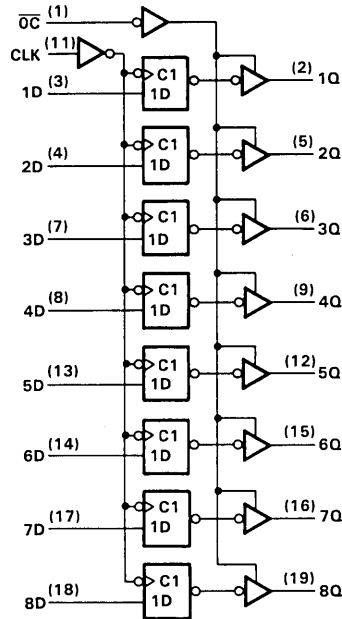 OC (1)
CLK (11)
C1 (2)
1D (3) 1D 1Q
C1 (5)
2D (4) 1D 2Q
C1 (6)
3D (7) 1D 3Q
C1 (9)
4D (8) 1D 4Q
C1 (12)
5D (13) 1D 5Q
C1 (15)
6D (14) 1D 6Q
C1 (16)
7D (17) 1D 7Q
C1 (19)
8D (18) 1D 8Q